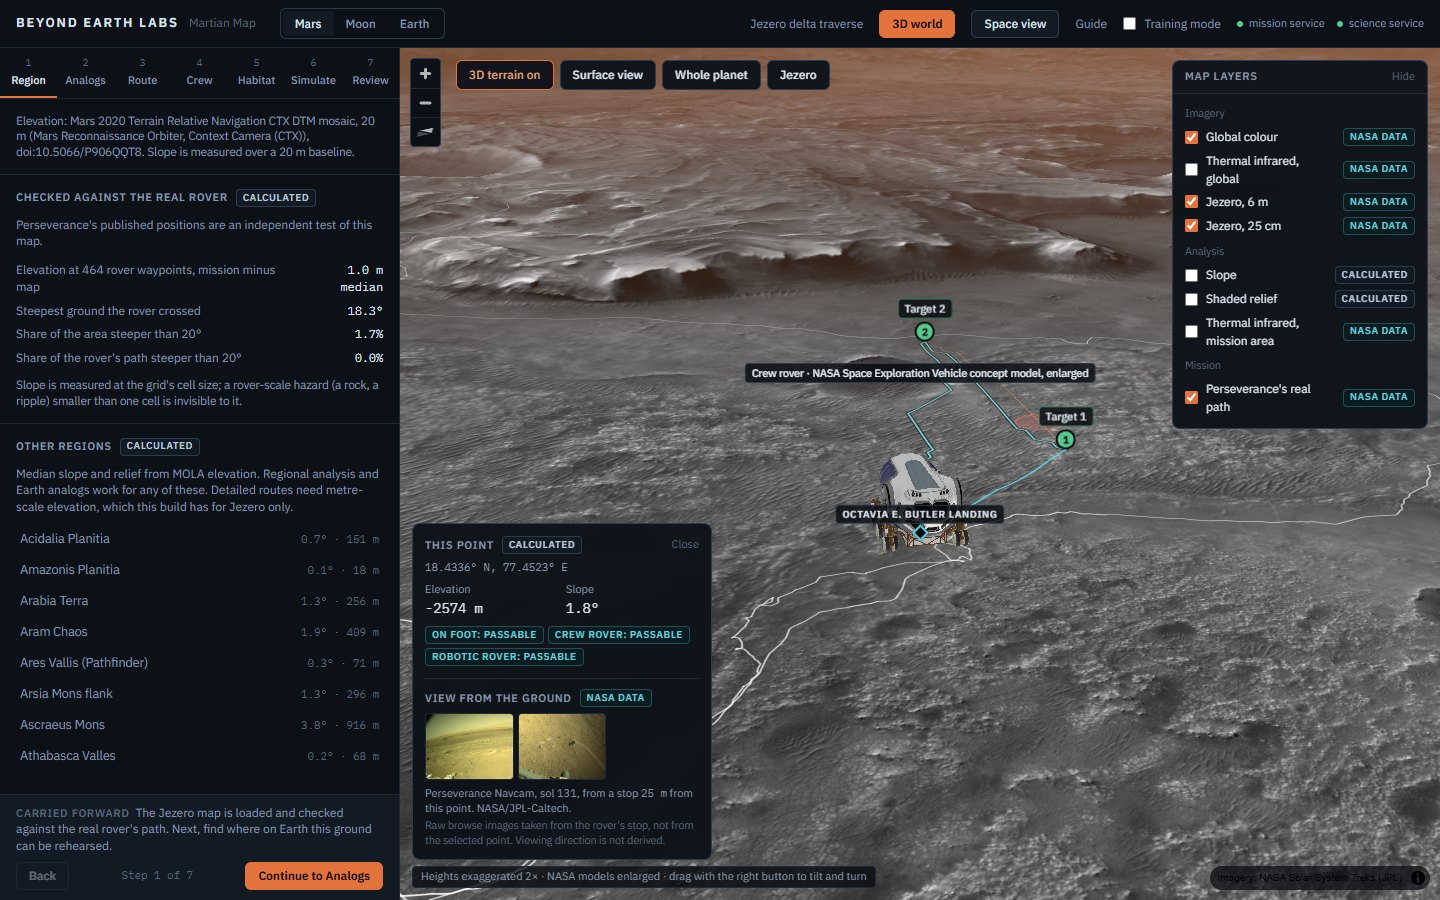 BEYOND EARTH LABS Martian Map Mars Moon Earth Jezero delta traverse 3D world Space view Guide Training mode mission service science service
1 2 3 4 5 6 7
Region Analogs Route Crew Habitat Simulate Review
Elevation: Mars 2020 Terrain Relative Navigation CTX DTM mosaic, 20
m (Mars Reconnaissance Orbiter, Context Camera (CTX)),
doi:10.5066/P906QQT8. Slope is measured over a 20 m baseline.
CHECKED AGAINST THE REAL ROVER CALCULATED
Perseverance's published positions are an independent test of this
map.
Elevation at 464 rover waypoints, mission minus 1.0 m
map median
Steepest ground the rover crossed 18.3°
Share of the area steeper than 20° 1.7%
Share of the rover's path steeper than 20° 0.0%
Slope is measured at the grid's cell size; a rover-scale hazard (a rock, a
ripple) smaller than one cell is invisible to it.
OTHER REGIONS CALCULATED
Median slope and relief from MOLA elevation. Regional analysis and
Earth analogs work for any of these. Detailed routes need metre-
scale elevation, which this build has for Jezero only.
Acidalia Planitia 0.7° · 151 m
Amazonis Planitia 0.1° · 18 m
Arabia Terra 1.3° · 256 m
Aram Chaos 1.9° · 409 m
Ares Vallis (Pathfinder) 0.3° · 71 m
Arsia Mons flank 1.3° · 296 m
Ascraeus Mons 3.8° · 916 m
Athabasca Valles 0.2° · 68 m
CARRIED FORWARD The Jezero map is loaded and checked
against the real rover's path. Next, find where on Earth this ground
can be rehearsed.
Back Step 1 of 7 Continue to Analogs
+
−
3D terrain on Surface view Whole planet Jezero
Target 2
2
Crew rover · NASA Space Exploration Vehicle concept model, enlarged
Target 1
1
OCTAVIA E. BUTLER LANDING
THIS POINT CALCULATED Close
18.4336° N, 77.4523° E
Elevation Slope
-2574 m 1.8°
ON FOOT: PASSABLE CREW ROVER: PASSABLE
ROBOTIC ROVER: PASSABLE
VIEW FROM THE GROUND NASA DATA
Perseverance Navcam, sol 131, from a stop 25 m from
this point. NASA/JPL-Caltech.
Raw browse images taken from the rover's stop, not from
the selected point. Viewing direction is not derived.
Heights exaggerated 2× · NASA models enlarged · drag with the right button to tilt and turn
MAP LAYERS Hide
Imagery
Global colour NASA DATA
Thermal infrared, NASA DATA
global
Jezero, 6 m NASA DATA
Jezero, 25 cm NASA DATA
Analysis
Slope CALCULATED
Shaded relief CALCULATED
Thermal infrared, NASA DATA
mission area
Mission
Perseverance's real NASA DATA
path
Imagery: NASA Solar System Treks (JPL)